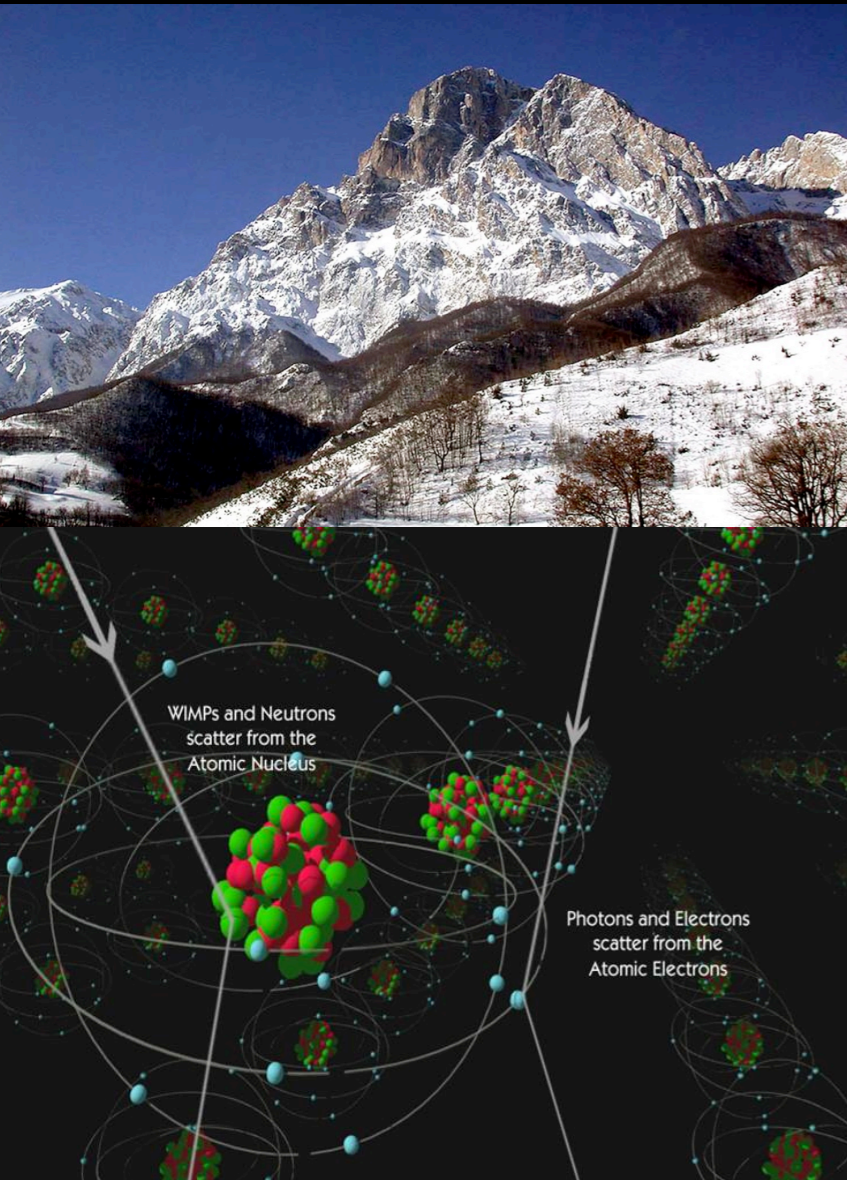 WIMPs and Neutrons
scatter from the
Atomic Nucleus
Photons and Electrons
scatter from the
Atomic Electrons